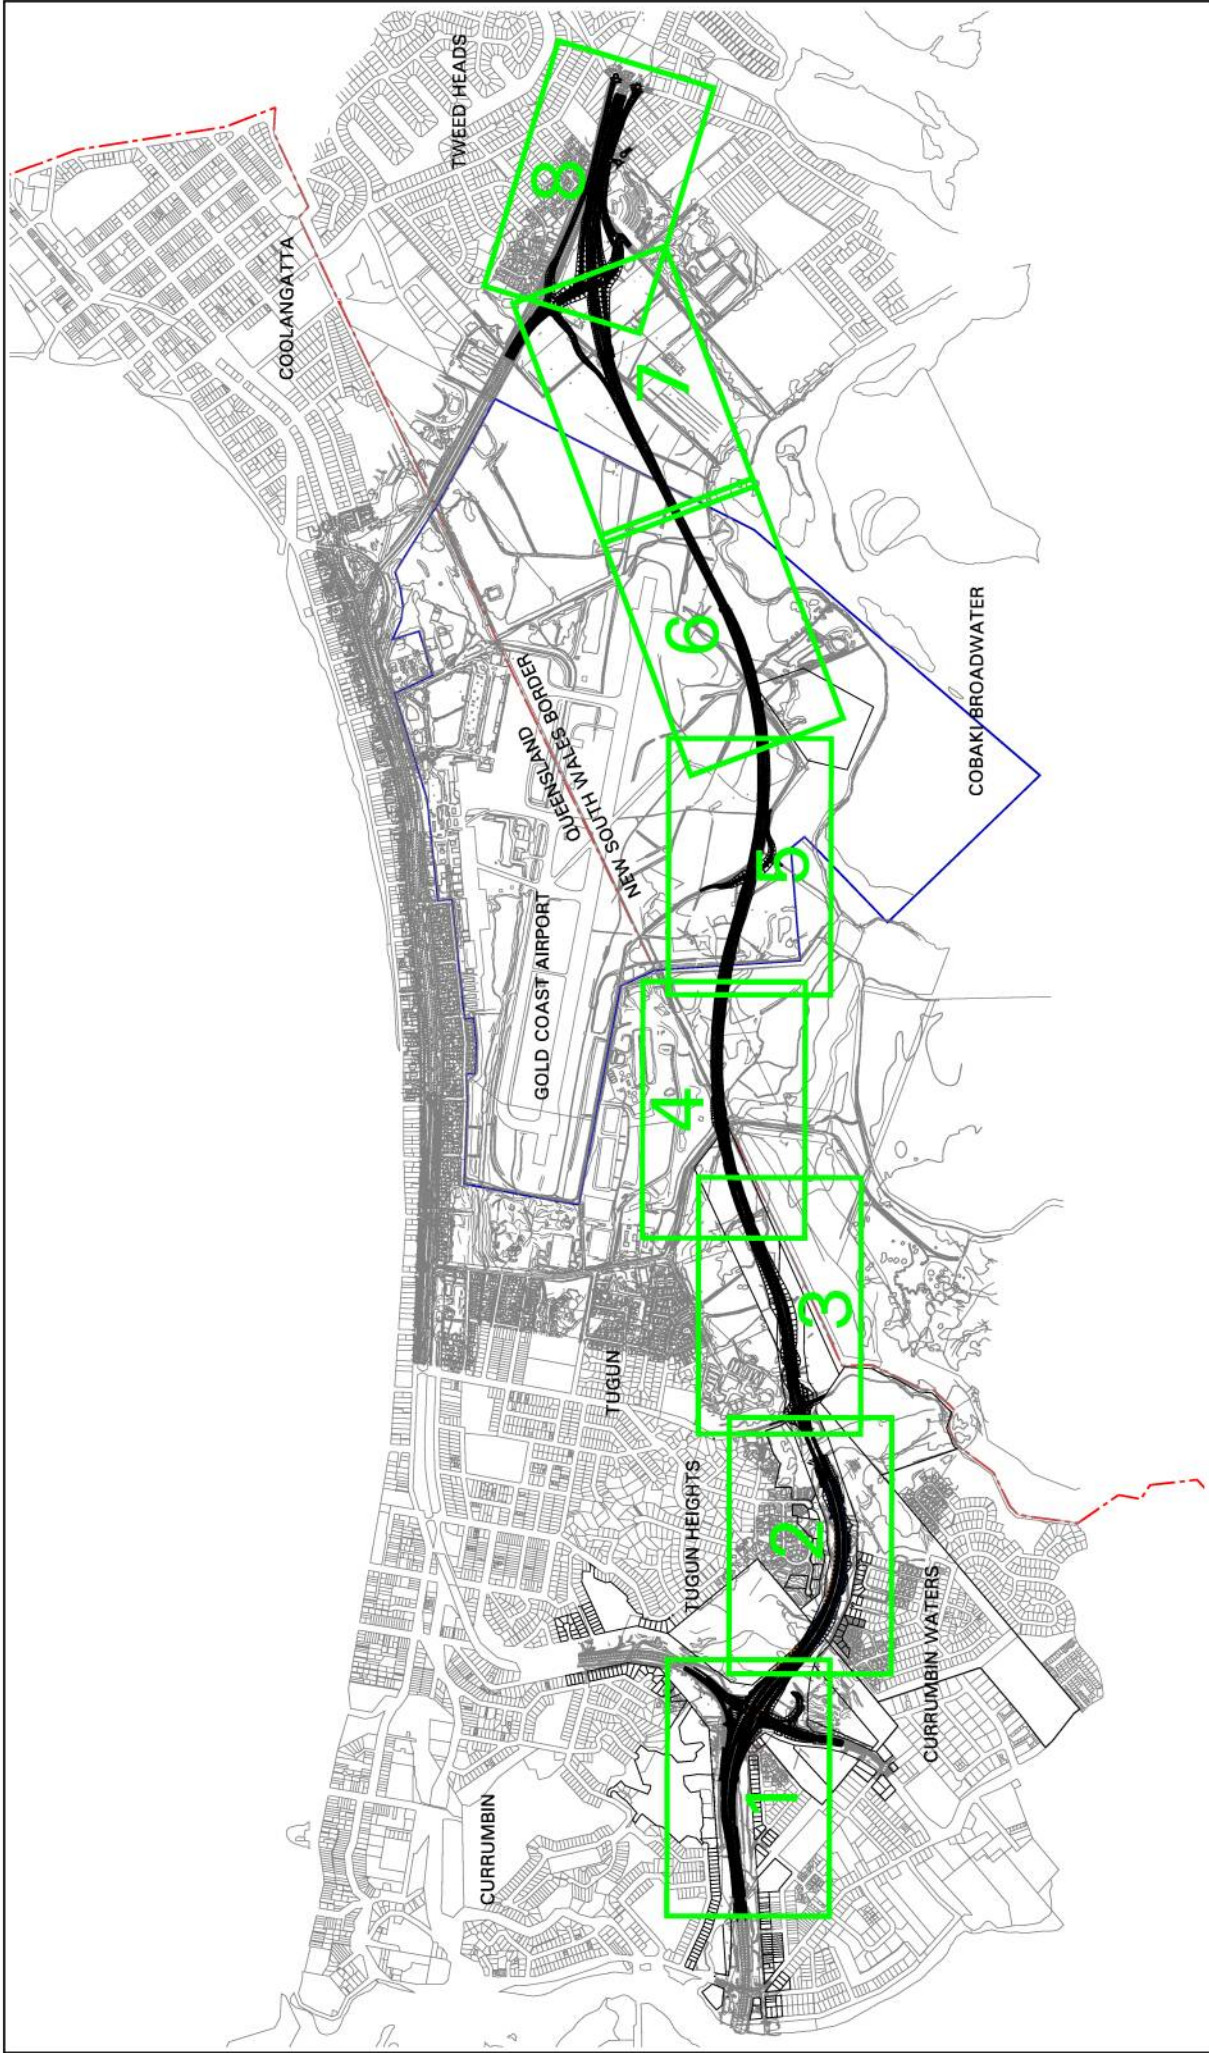 CURRUMBIN
TUGUN HEIGHTS
TUGUN
GOLD COAST AIRPORT
QUEENSLAND
NEW SOUTH WALES BORDER
COOLANGATTA
TWEED HEADS
CURRUMBIN WATERS
COBAKI BROADWATER
1
2
3
4
5
6
7
8